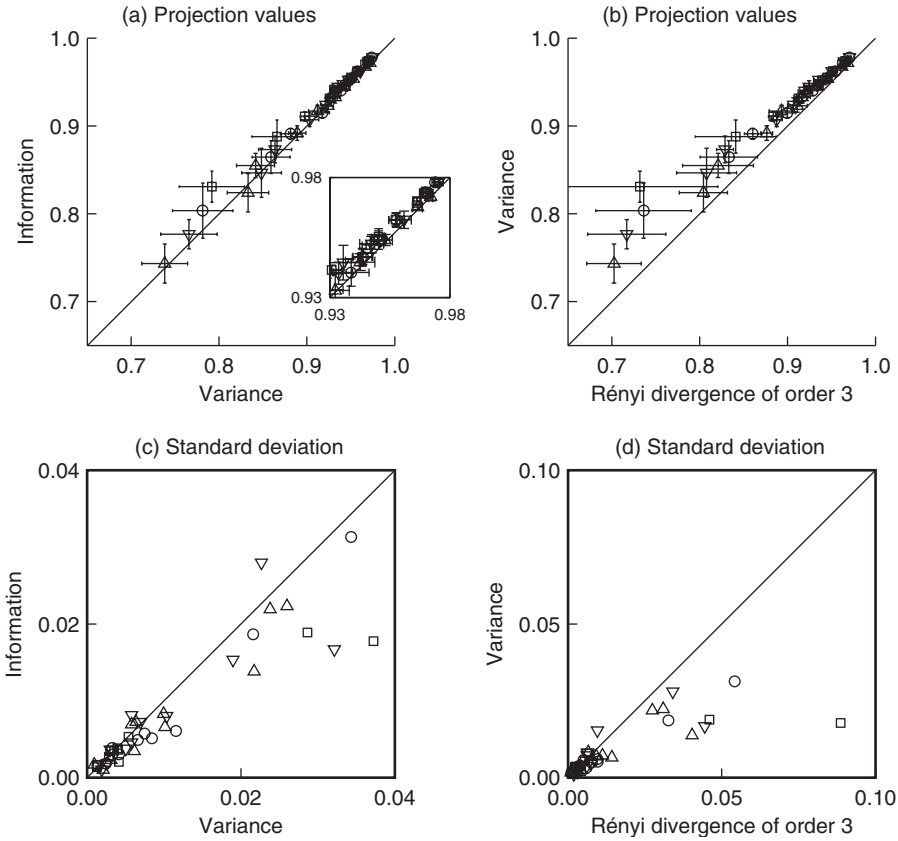 (a) Projection values
Information
1.0
0.9
0.8
0.7
0.7 0.8 0.9 1.0
Variance
0.98
0.93
0.93 0.98
(b) Projection values
Variance
1.0
0.9
0.8
0.7
0.7 0.8 0.9 1.0
Rényi divergence of order 3
(c) Standard deviation
Information
0.04
0.02
0.00
0.00 0.02 0.04
Variance
(d) Standard deviation
Variance
0.10
0.05
0.00
0.00 0.05 0.10
Rényi divergence of order 3